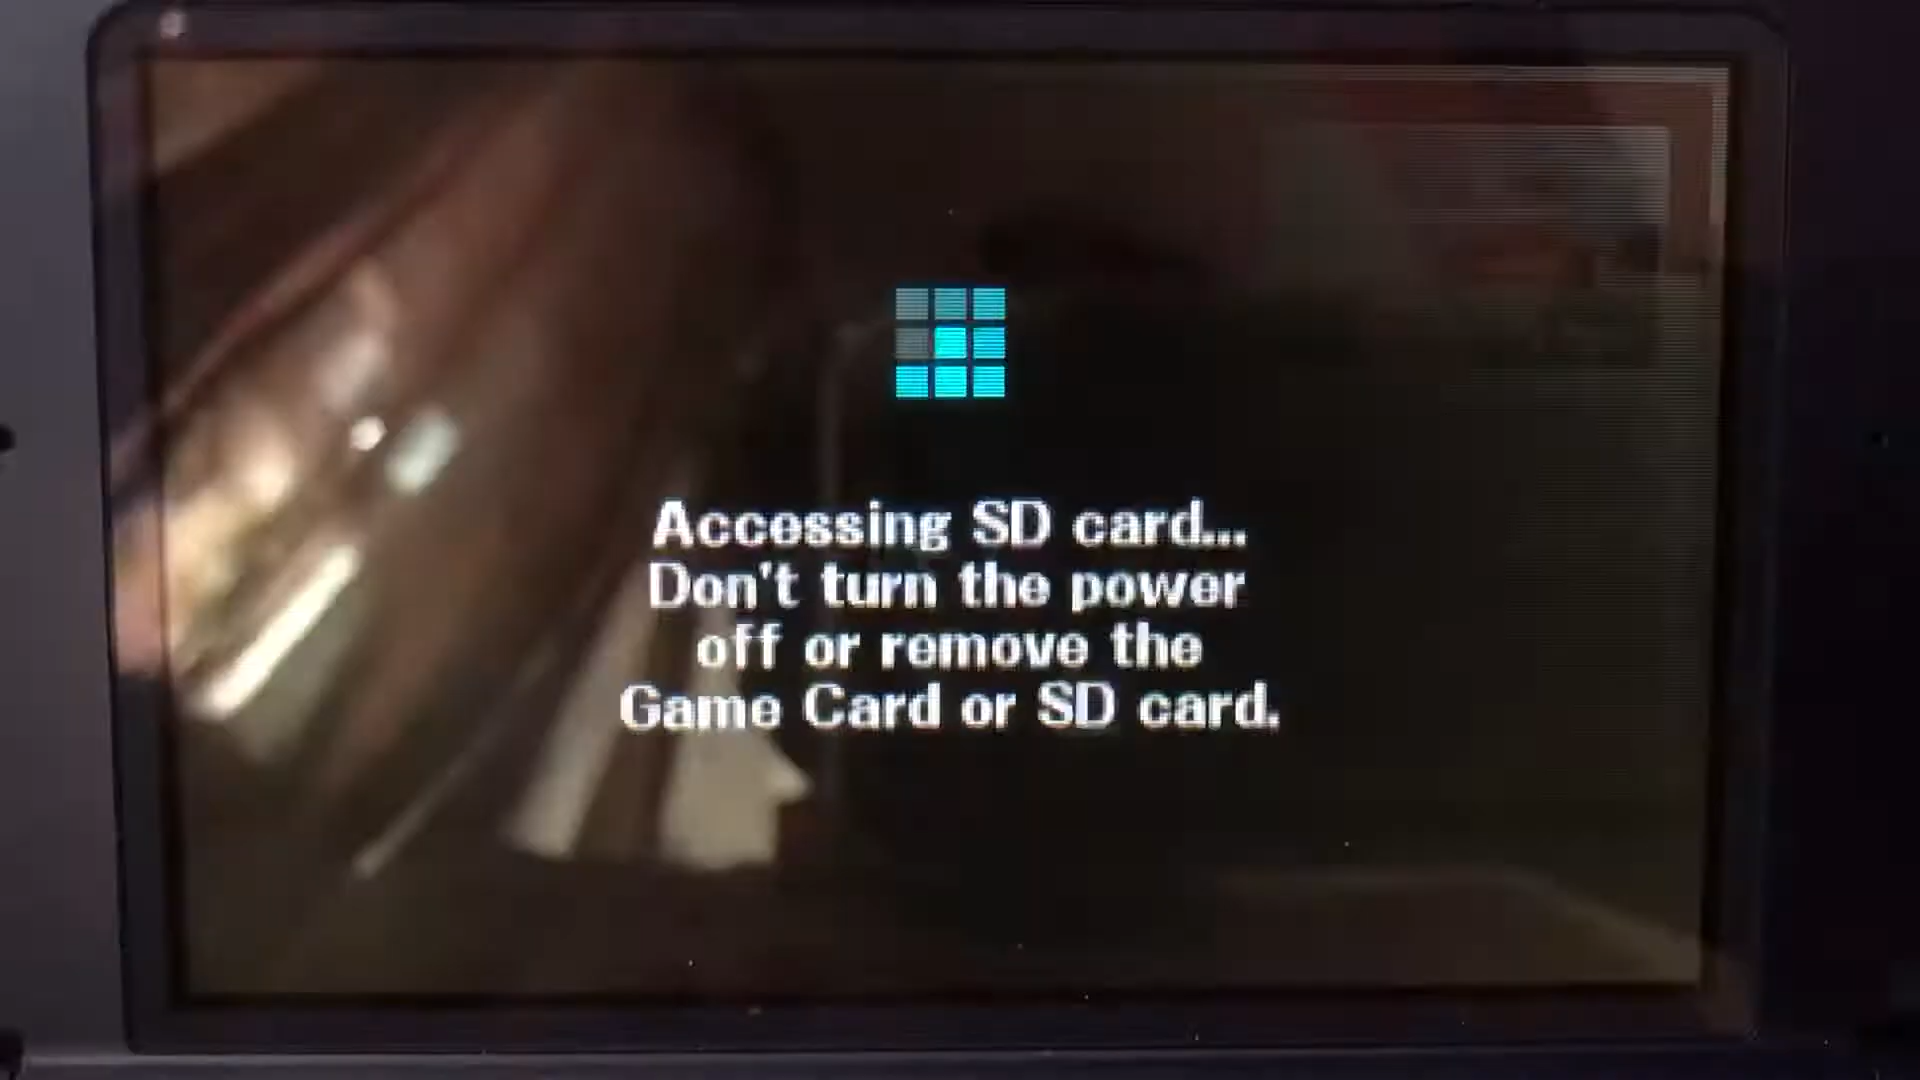 Accessing SD card...
Don't turn the power
off or remove the
Game Card or SD card.